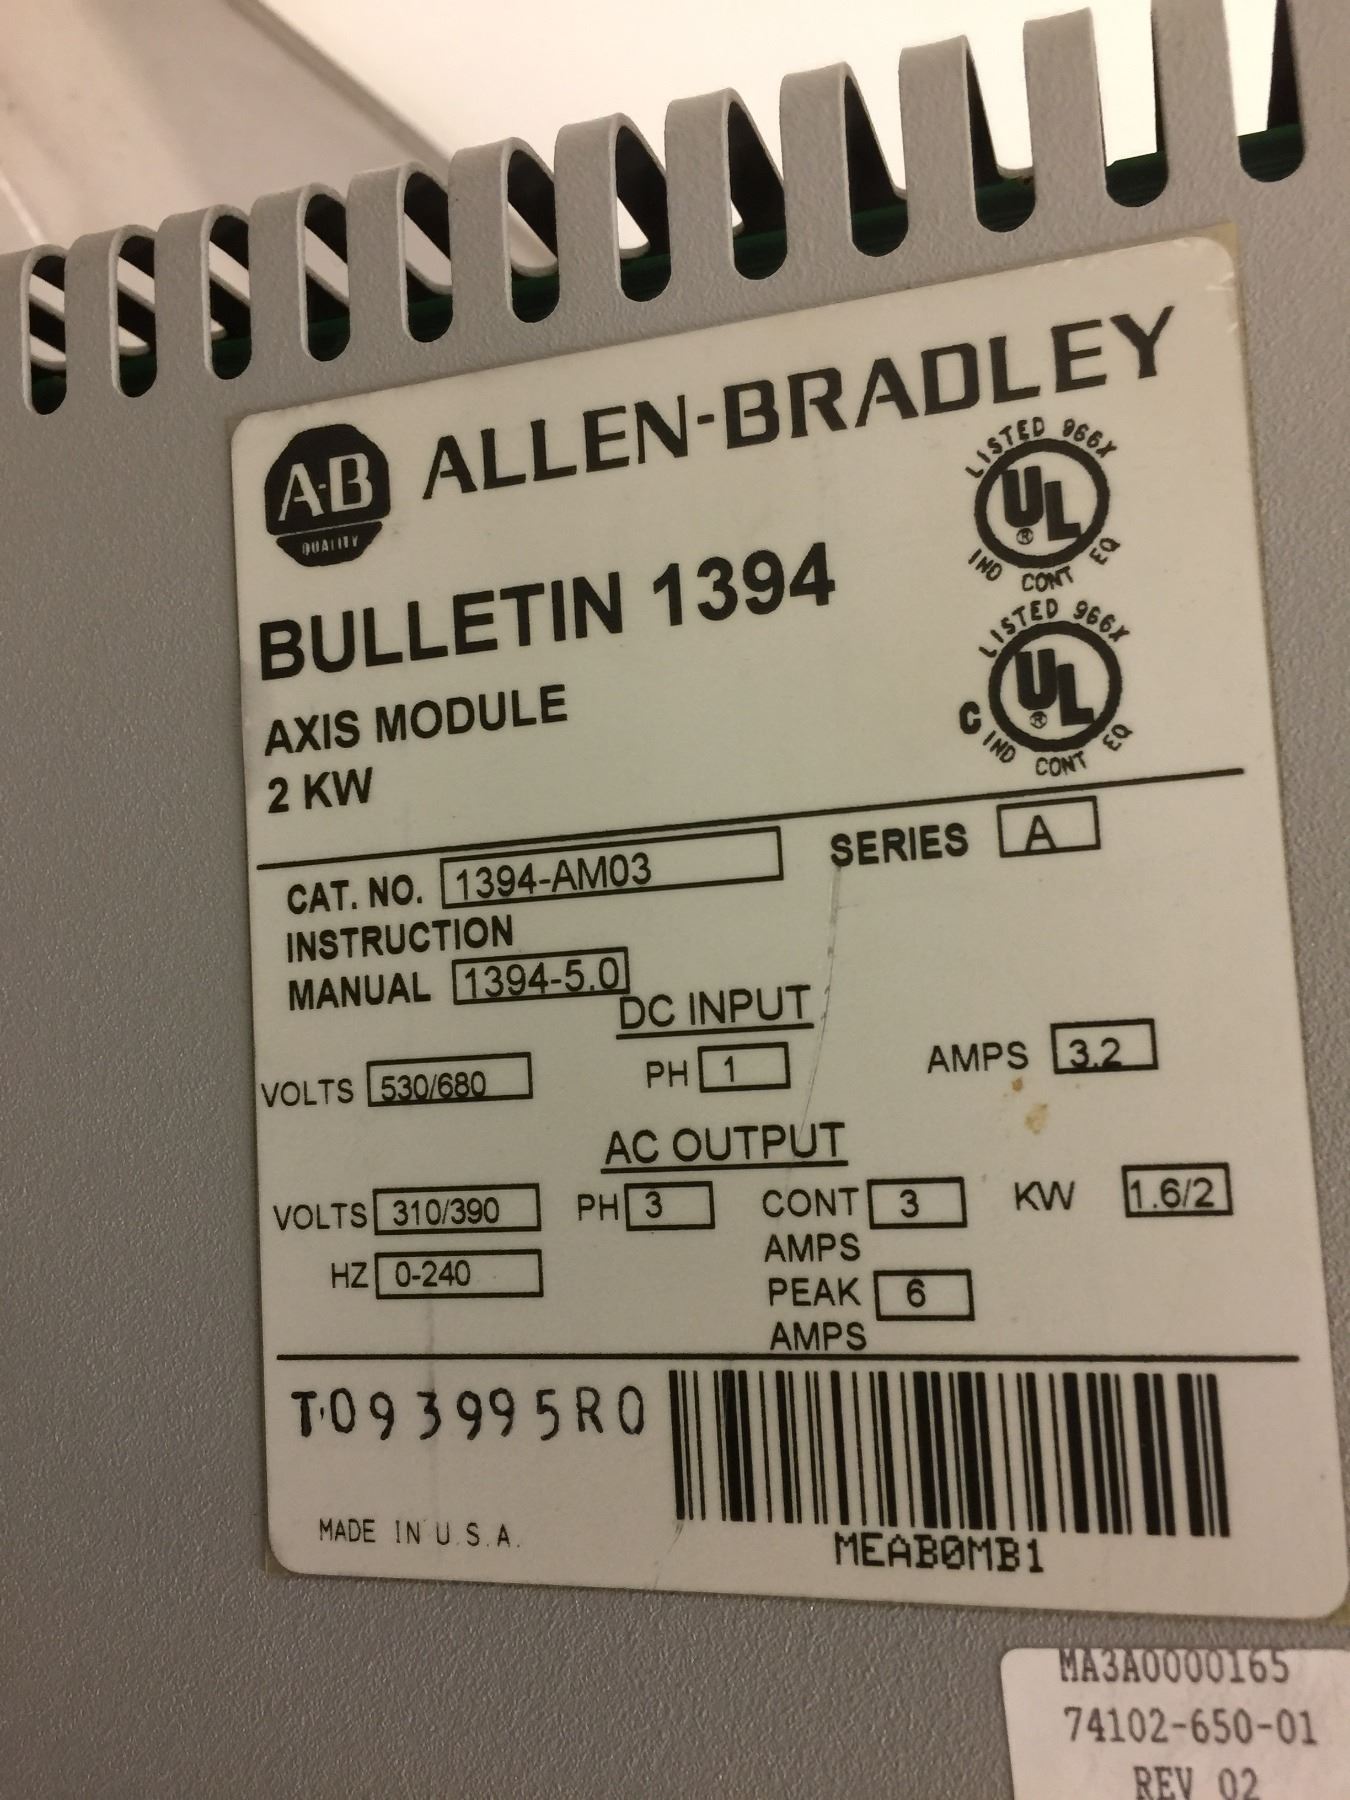 A-B
QUALITY
ALLEN-BRADLEY
LISTED 966X
UL
®
IND CONT EQ
BULLETIN 1394
AXIS MODULE
2 KW
LISTED 966X
C UL
®
IND CONT EQ
CAT. NO. 1394-AM03
SERIES A
INSTRUCTION
MANUAL 1394-5.0
DC INPUT
VOLTS 530/680 PH 1 AMPS 3.2
AC OUTPUT
VOLTS 310/390 PH 3 CONT 3 KW 1.6/2
AMPS
HZ 0-240
PEAK 6
AMPS
T093995R0
MADE IN U.S.A.
MEAB0MB1
MA3A0000165
74102-650-01
REV 02